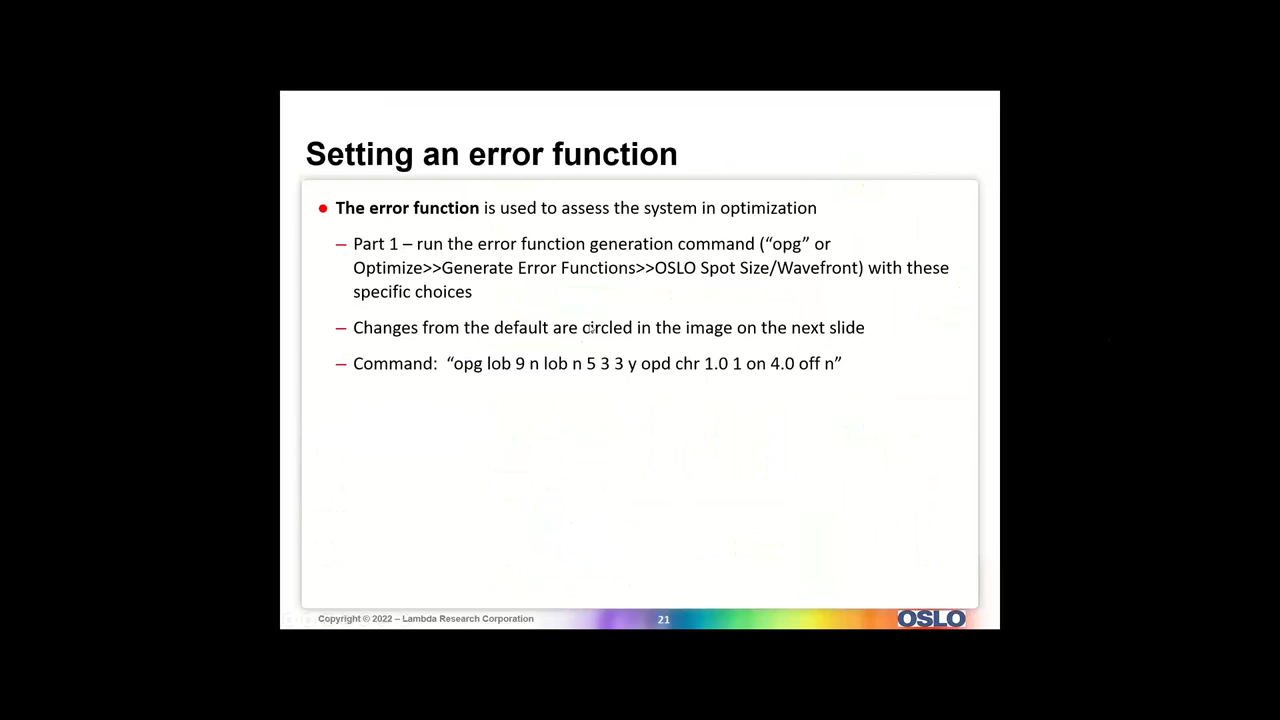 Setting an error function
● The error function is used to assess the system in optimization
– Part 1 – run the error function generation command (“opg” or
Optimize>>Generate Error Functions>>OSLO Spot Size/Wavefront) with these
specific choices
– Changes from the default are circled in the image on the next slide
– Command:  “opg lob 9 n lob n 5 3 3 y opd chr 1.0 1 on 4.0 off n”
Copyright © 2022 – Lambda Research Corporation
21
OSLO